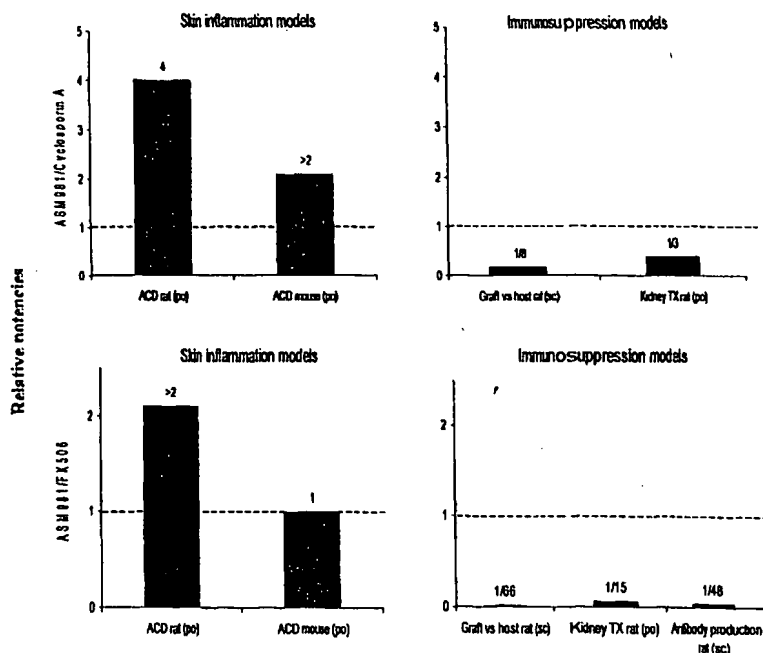 Skin inflammation models
Immunosuppression models
ASM981/Cyclosporin A
5
4
3
2
1
0
4
>2
ACD rat (po)
ACD mouse (po)
5
4
3
2
1
0
1/8
1/3
Graft vs host rat (sc)
Kidney TX rat (po)
Relative potencies
Skin inflammation models
Immunosuppression models
ASM981/FK506
2
1
0
>2
1
ACD rat (po)
ACD mouse (po)
2
1
0
1/66
1/15
1/48
Graft vs host rat (sc)
Kidney TX rat (po)
Antibody production
rat (sc)